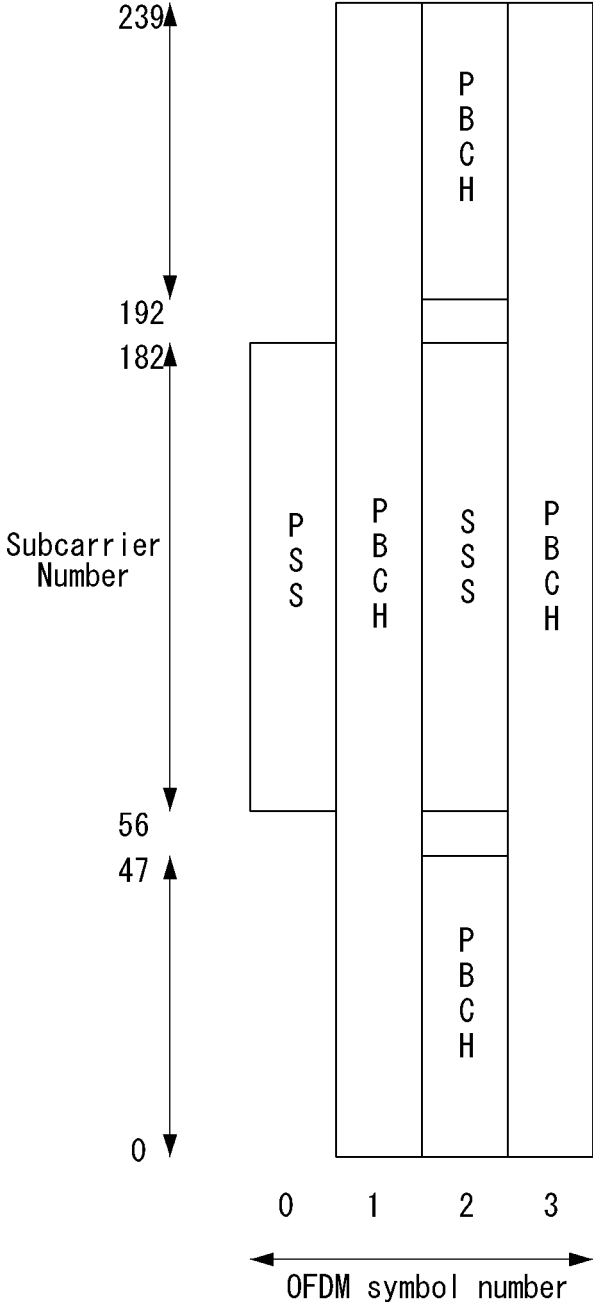 239
PBCH
192
182
Subcarrier
Number
PSS
PBCH
SSS
PBCH
56
47
PBCH
0
0 1 2 3
OFDM symbol number